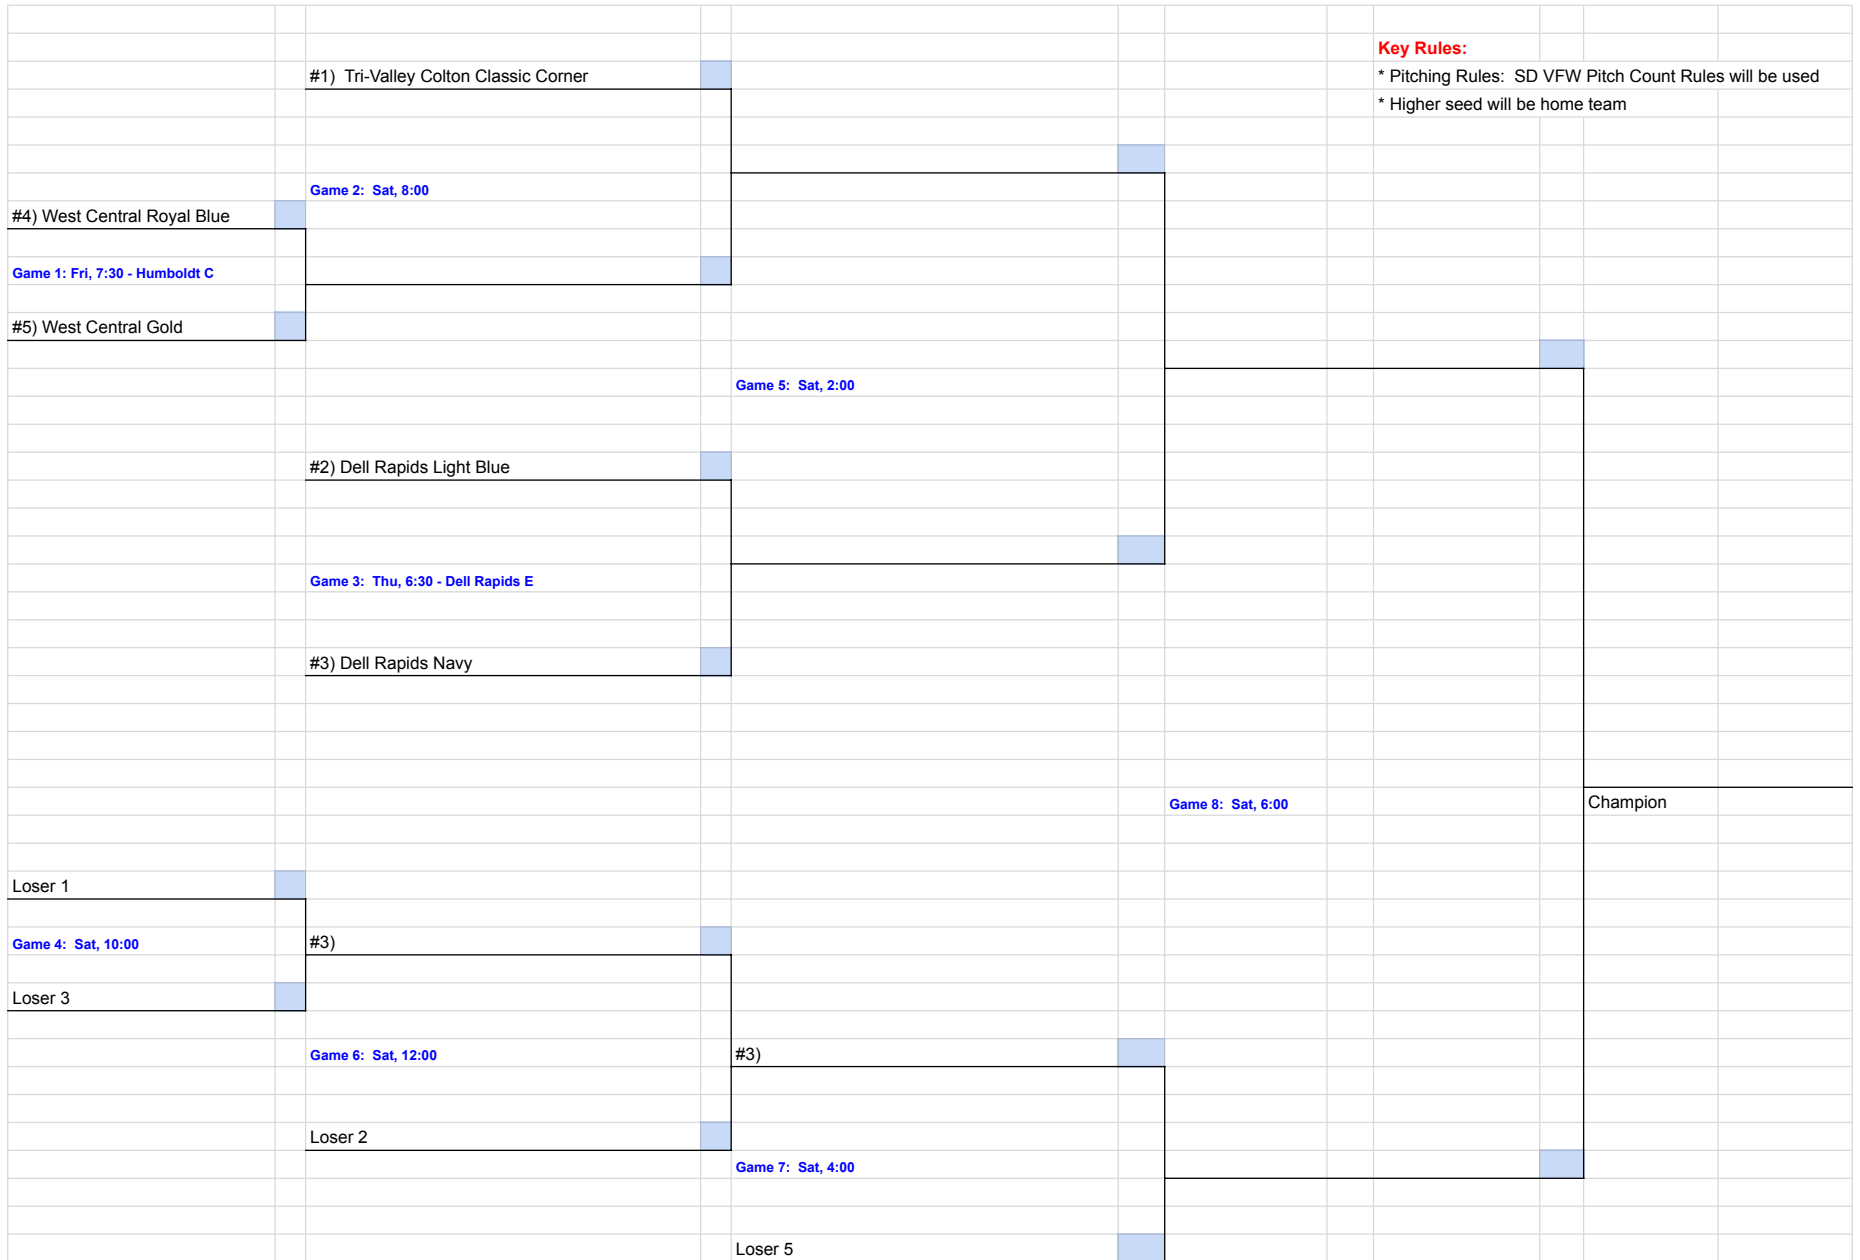 Key Rules:
#1)  Tri-Valley Colton Classic Corner
* Pitching Rules:  SD VFW Pitch Count Rules will be used
* Higher seed will be home team
Game 2:  Sat, 8:00
#4) West Central Royal Blue
Game 1: Fri, 7:30 - Humboldt C
#5) West Central Gold
Game 5:  Sat, 2:00
#2) Dell Rapids Light Blue
Game 3:  Thu, 6:30 - Dell Rapids E
#3) Dell Rapids Navy
Game 8:  Sat, 6:00
Champion
Loser 1
Game 4:  Sat, 10:00
#3)
Loser 3
Game 6:  Sat, 12:00
#3)
Loser 2
Game 7:  Sat, 4:00
Loser 5